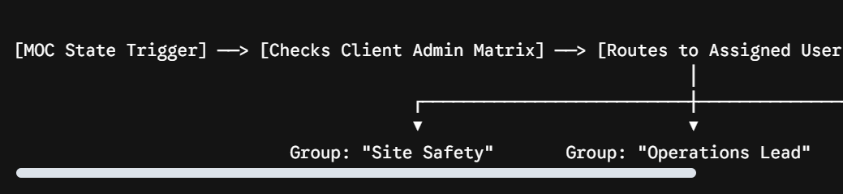 [MOC State Trigger] ──> [Checks Client Admin Matrix] ──> [Routes to Assigned User
Group: "Site Safety" Group: "Operations Lead"